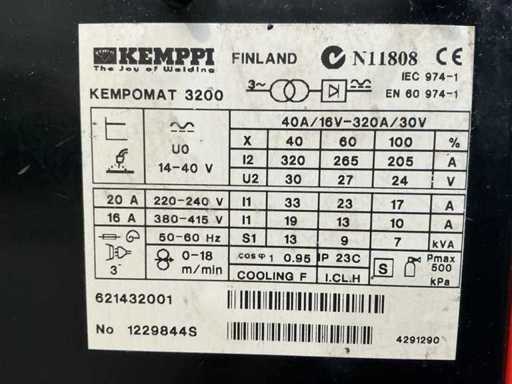 KEMPPI FINLAND N11808 CE
The Joy of Welding
IEC 974-1
KEMPOMAT 3200 3~ EN 60 974-1
40A/16V-320A/30V
X 40 60 100 %
U0 I2 320 265 205 A
14-40 V U2 30 27 24 V
20 A 220-240 V I1 33 23 17 A
16 A 380-415 V I1 19 13 10 A
50-60 Hz S1 13 9 7 kVA
3~ 0-18 m/min cosφ1 0.95 IP 23C S Pmax 500 kPa
COOLING F I.CL.H
621432001
No 1229844S
4291290